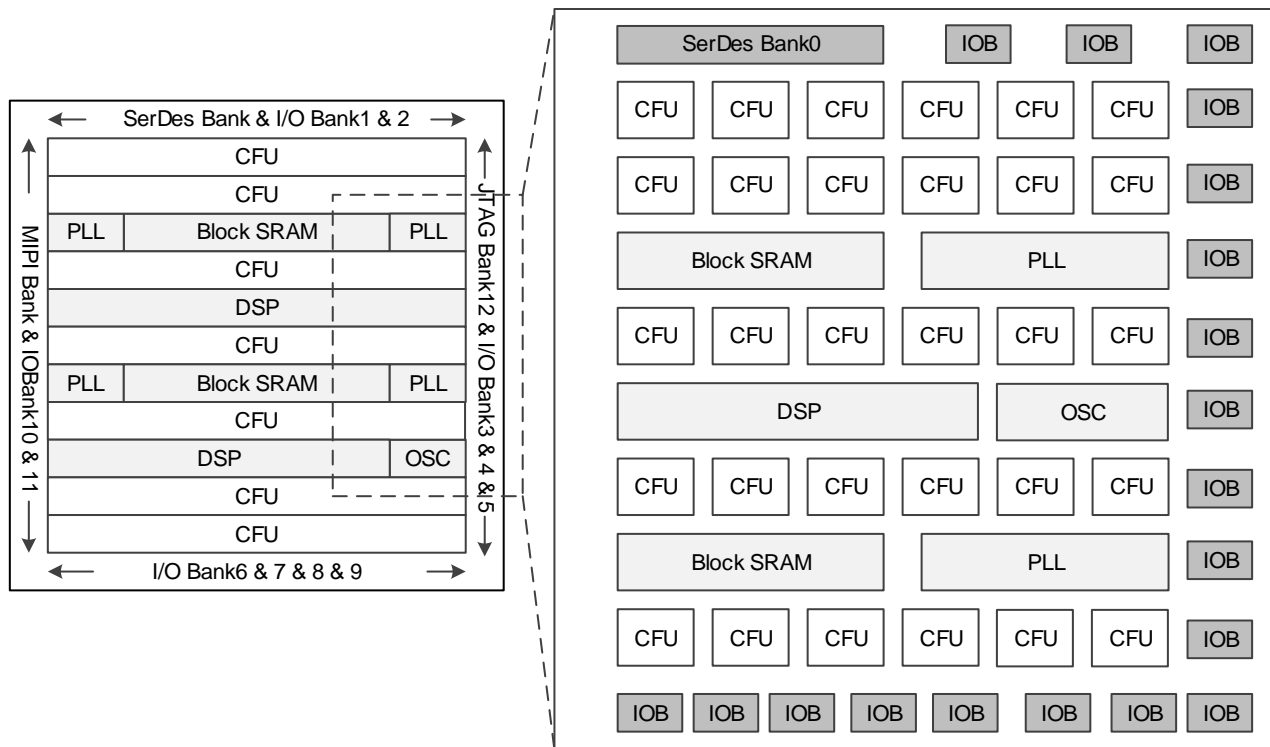 SerDes Bank & I/O Bank1 & 2
MIPI Bank & IOBank10 & 11
CFU
CFU
PLL Block SRAM PLL
CFU
DSP
CFU
PLL Block SRAM PLL
CFU
DSP OSC
CFU
CFU
JTAG Bank12 & I/O Bank3 & 4 & 5
I/O Bank6 & 7 & 8 & 9
SerDes Bank0 IOB IOB IOB
CFU CFU CFU CFU CFU CFU IOB
CFU CFU CFU CFU CFU CFU IOB
Block SRAM PLL IOB
CFU CFU CFU CFU CFU CFU IOB
DSP OSC IOB
CFU CFU CFU CFU CFU CFU IOB
Block SRAM PLL IOB
CFU CFU CFU CFU CFU CFU IOB
IOB IOB IOB IOB IOB IOB IOB IOB